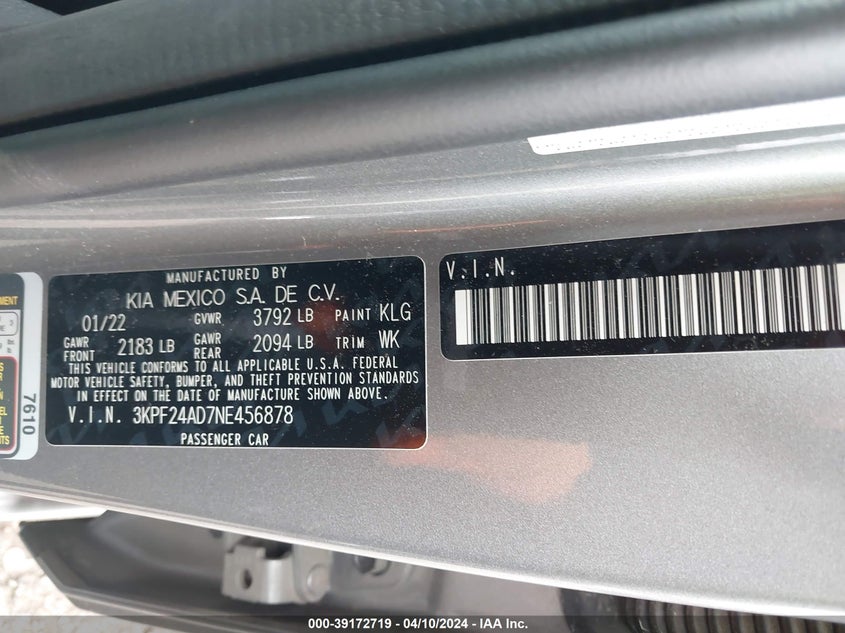 MANUFACTURED BY
KIA MEXICO S.A. DE C.V.
01/22 GVWR 3792 LB PAINT KLG
GAWR FRONT 2183 LB GAWR REAR 2094 LB TRIM WK
THIS VEHICLE CONFORMS TO ALL APPLICABLE U.S.A. FEDERAL
MOTOR VEHICLE SAFETY, BUMPER, AND THEFT PREVENTION STANDARDS
IN EFFECT ON THE DATE OF MANUFACTURE SHOWN ABOVE.
V.I.N. 3KPF24AD7NE456878
PASSENGER CAR
V.I.N.
7610
000-39172719 - 04/10/2024 - IAA Inc.